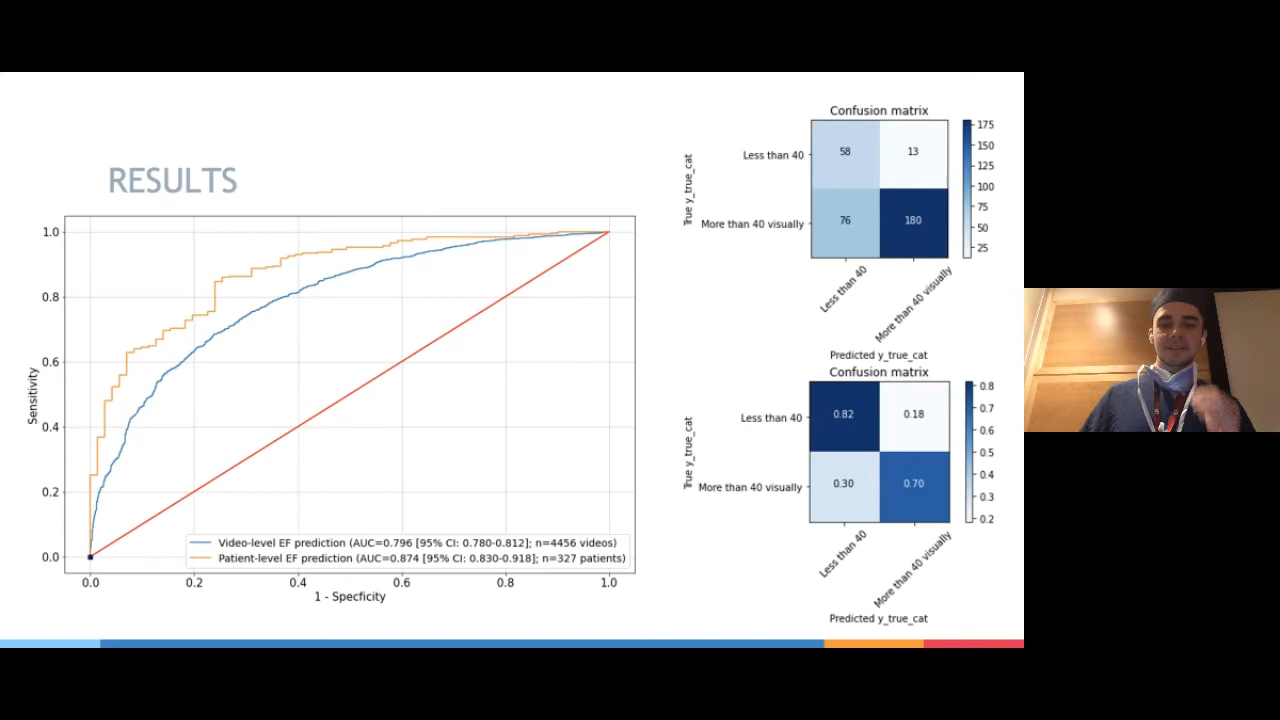 RESULTS
1.0
0.8
0.6
0.4
0.2
0.0
Sensitivity
Video-level EF prediction (AUC=0.796 [95% CI: 0.780-0.812]; n=4456 videos)
Patient-level EF prediction (AUC=0.874 [95% CI: 0.830-0.918]; n=327 patients)
0.0 0.2 0.4 0.6 0.8 1.0
1 - Specficity
Confusion matrix
True y_true_cat
Less than 40
58 13
More than 40 visually
76 180
175
150
125
100
75
50
25
Less than 40
More than 40 visually
Predicted y_true_cat
Confusion matrix
True y_true_cat
Less than 40
0.82 0.18
More than 40 visually
0.30 0.70
0.8
0.7
0.6
0.5
0.4
0.3
0.2
Less than 40
More than 40 visually
Predicted y_true_cat